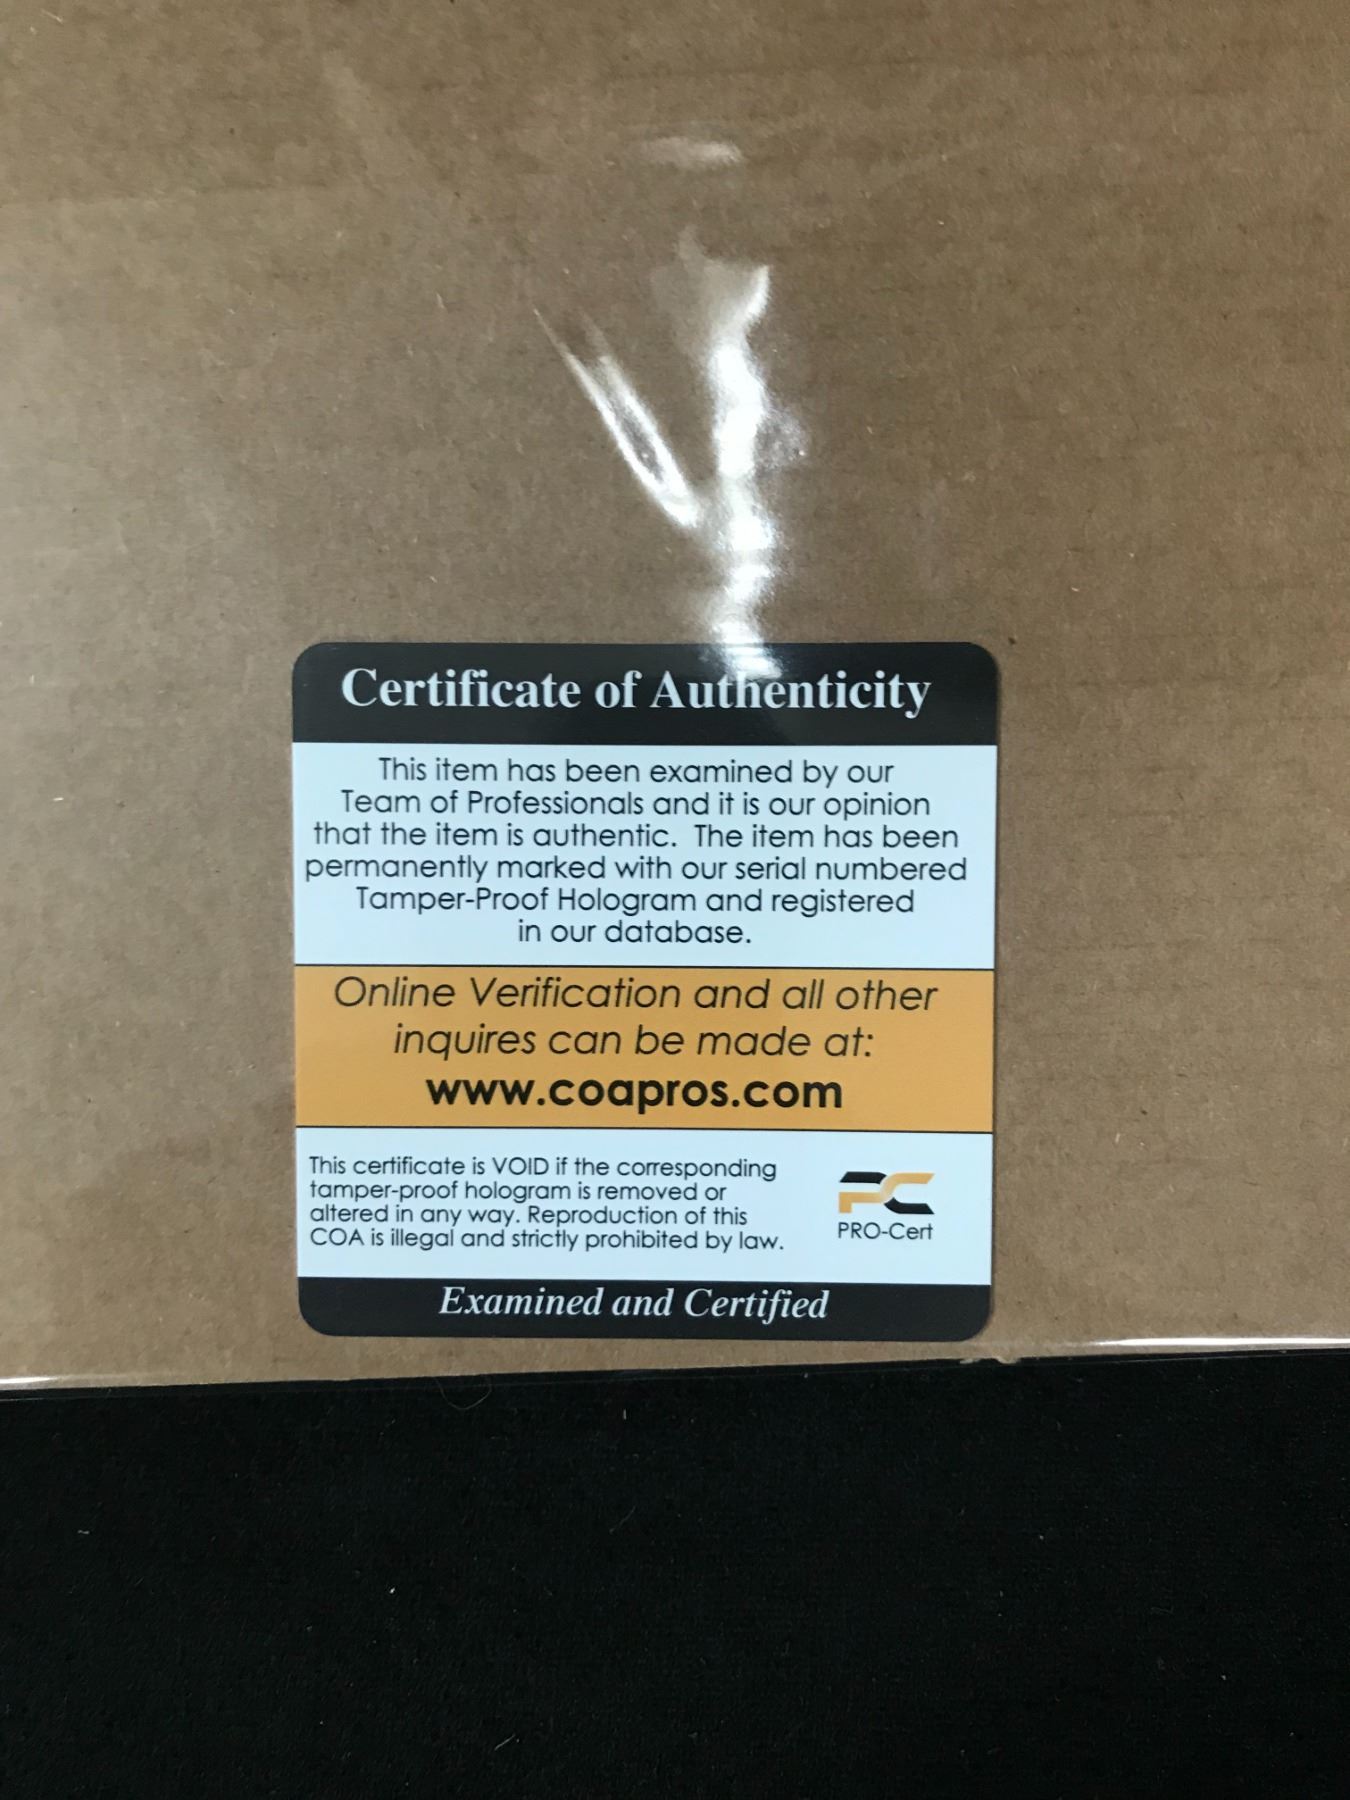 Certificate of Authenticity
This item has been examined by our
Team of Professionals and it is our opinion
that the item is authentic. The item has been
permanently marked with our serial numbered
Tamper-Proof Hologram and registered
in our database.
Online Verification and all other
inquires can be made at:
www.coapros.com
This certificate is VOID if the corresponding
tamper-proof hologram is removed or
altered in any way. Reproduction of this
COA is illegal and strictly prohibited by law.
PC
PRO-Cert
Examined and Certified